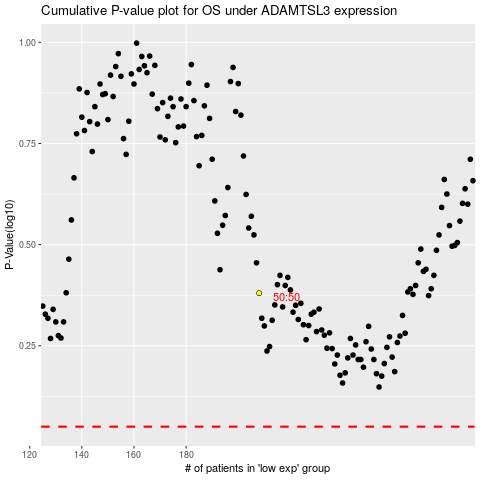 Cumulative P-value plot for OS under ADAMTSL3 expression
1.00
0.75
0.50
0.25
P-Value(log10)
50:50
120 140 160 180
# of patients in 'low exp' group